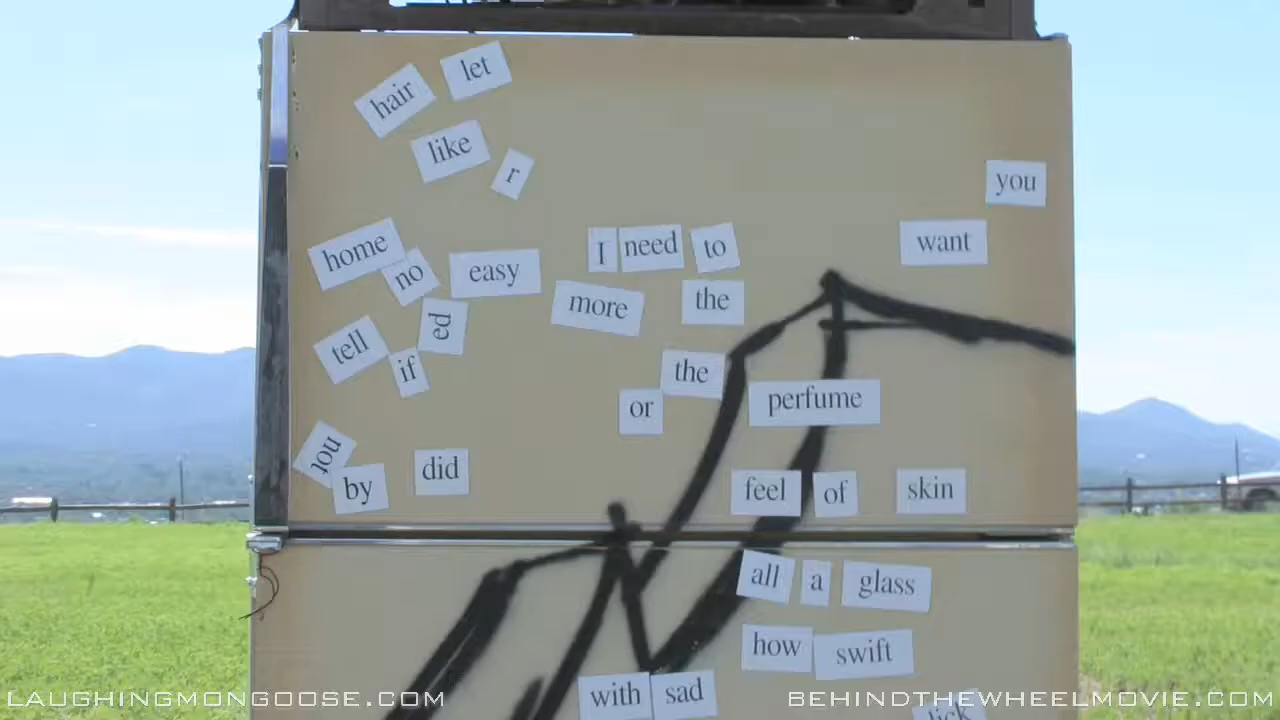 hair let
like r
you
home no easy I need to want
more the
tell if ed
the
or perfume
not by did
feel of skin
all a glass
how swift
with sad
LAUGHINGMONGOOSE.COM
BEHINDTHEWHEELMOVIE.COM